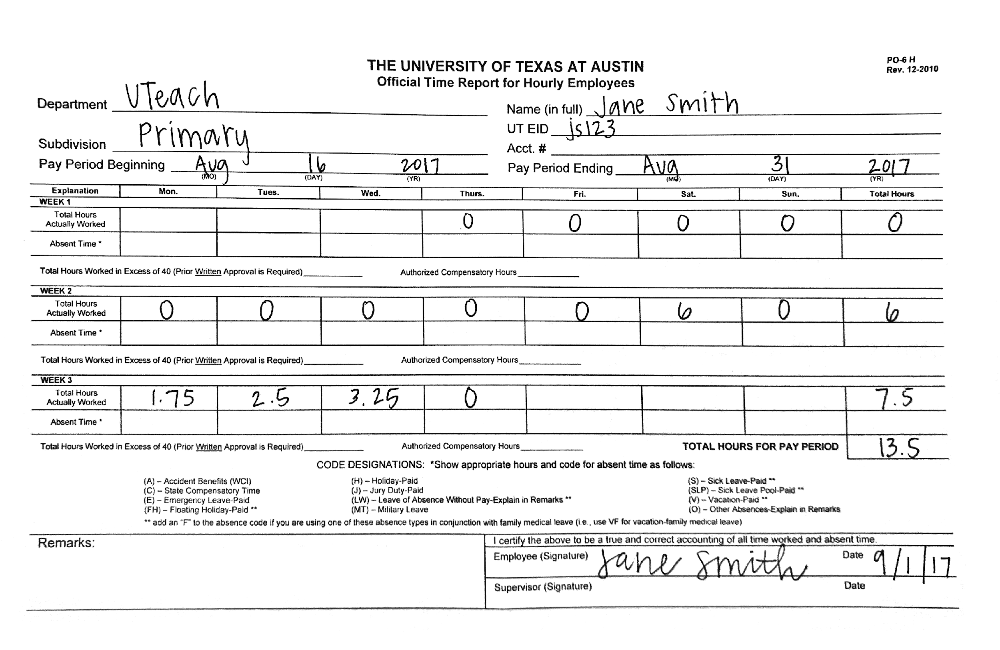 PO-6 H
Rev. 12-2010
THE UNIVERSITY OF TEXAS AT AUSTIN
Official Time Report for Hourly Employees
Department UTeach
Name (in full) Jane Smith
UT EID js123
Subdivision Primary
Acct. #
Pay Period Beginning Aug 16 2017 Pay Period Ending Aug 31 2017
(MO) (DAY) (YR) (MO) (DAY) (YR)
Explanation Mon. Tues. Wed. Thurs. Fri. Sat. Sun. Total Hours
WEEK 1
Total Hours
Actually Worked 0 0 0 0 0
Absent Time *
Total Hours Worked in Excess of 40 (Prior Written Approval is Required) Authorized Compensatory Hours
WEEK 2
Total Hours
Actually Worked 0 0 0 0 0 6 0 6
Absent Time *
Total Hours Worked in Excess of 40 (Prior Written Approval is Required) Authorized Compensatory Hours
WEEK 3
Total Hours
Actually Worked 1.75 2.5 3.25 0 7.5
Absent Time *
Total Hours Worked in Excess of 40 (Prior Written Approval is Required) Authorized Compensatory Hours TOTAL HOURS FOR PAY PERIOD 13.5
CODE DESIGNATIONS: *Show appropriate hours and code for absent time as follows:
(A) – Accident Benefits (WCI) (H) – Holiday-Paid (S) – Sick Leave-Paid **
(C) – State Compensatory Time (J) – Jury Duty-Paid (SLP) – Sick Leave Pool-Paid **
(E) – Emergency Leave-Paid (LW) – Leave of Absence Without Pay-Explain in Remarks ** (V) – Vacation-Paid **
(FH) – Floating Holiday-Paid ** (MT) – Military Leave (O) – Other Absences-Explain in Remarks
** add an "F" to the absence code if you are using one of these absence types in conjunction with family medical leave (i.e., use VF for vacation-family medical leave)
Remarks:
I certify the above to be a true and correct accounting of all time worked and absent time.
Employee (Signature) Jane Smith Date 9/1/17
Supervisor (Signature) Date